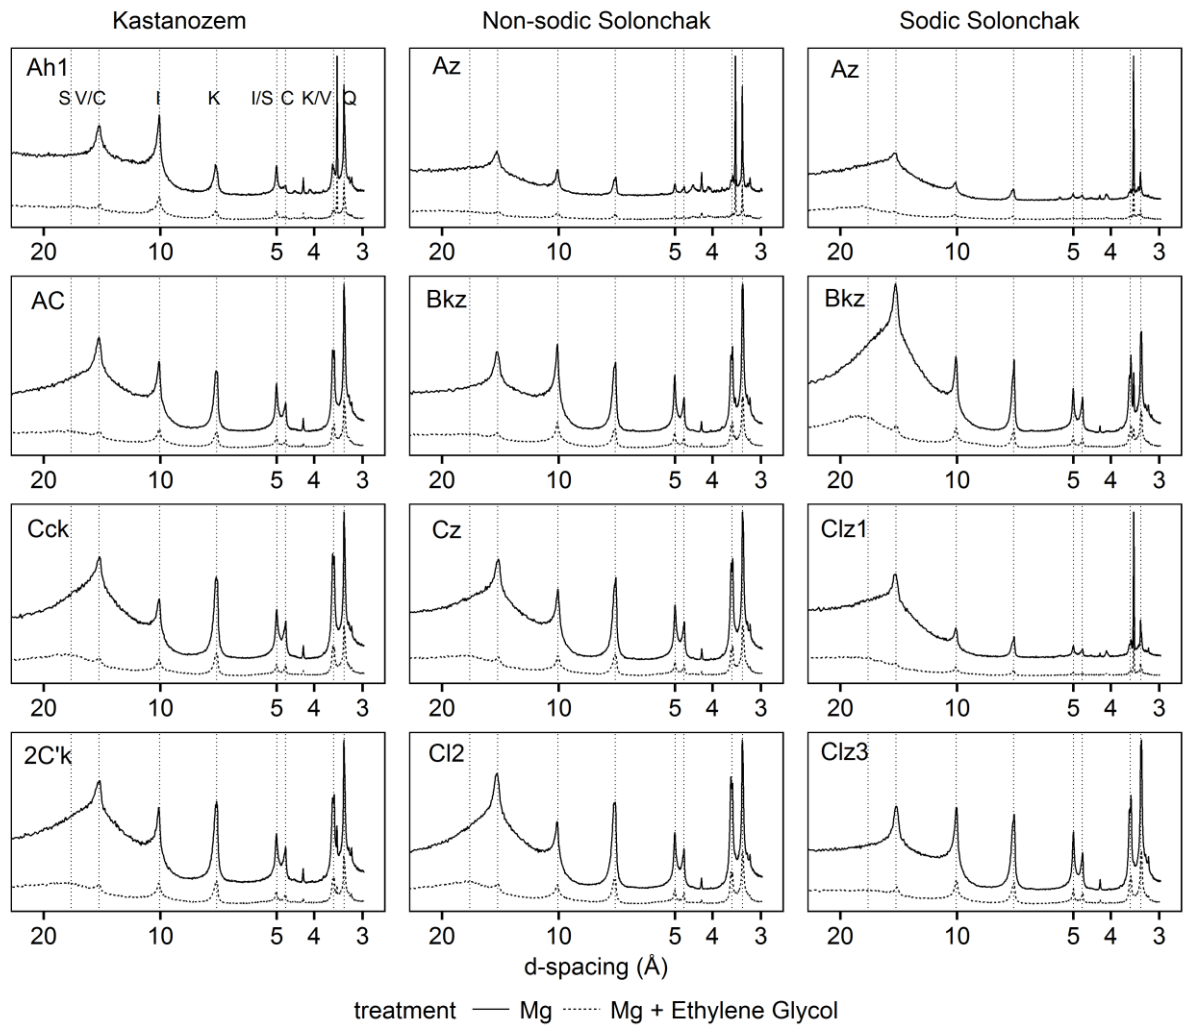 Kastanozem Non-sodic Solonchak Sodic Solonchak
Ah1 Az Az
S V/C I K I/S C K/V Q
20 10 5 4 3 20 10 5 4 3 20 10 5 4 3
AC Bkz Bkz
20 10 5 4 3 20 10 5 4 3 20 10 5 4 3
Cck Cz Clz1
20 10 5 4 3 20 10 5 4 3 20 10 5 4 3
2C'k Cl2 Clz3
20 10 5 4 3 20 10 5 4 3 20 10 5 4 3
d-spacing (Å)
treatment Mg Mg + Ethylene Glycol